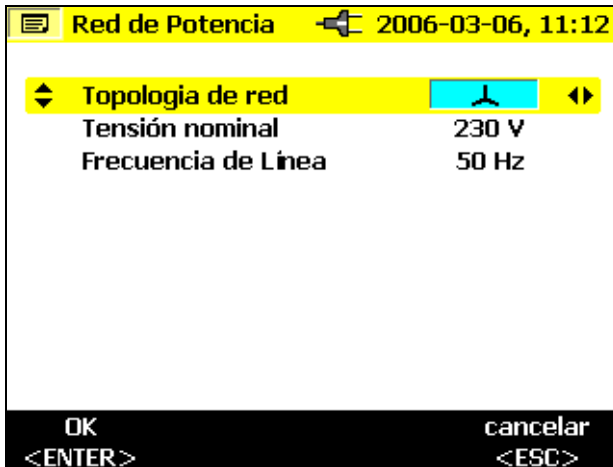 Red de Potencia 2006-03-06, 11:12
Topologia de red
Tensión nominal 230 V
Frecuencia de Línea 50 Hz
OK cancelar
<ENTER> <ESC>